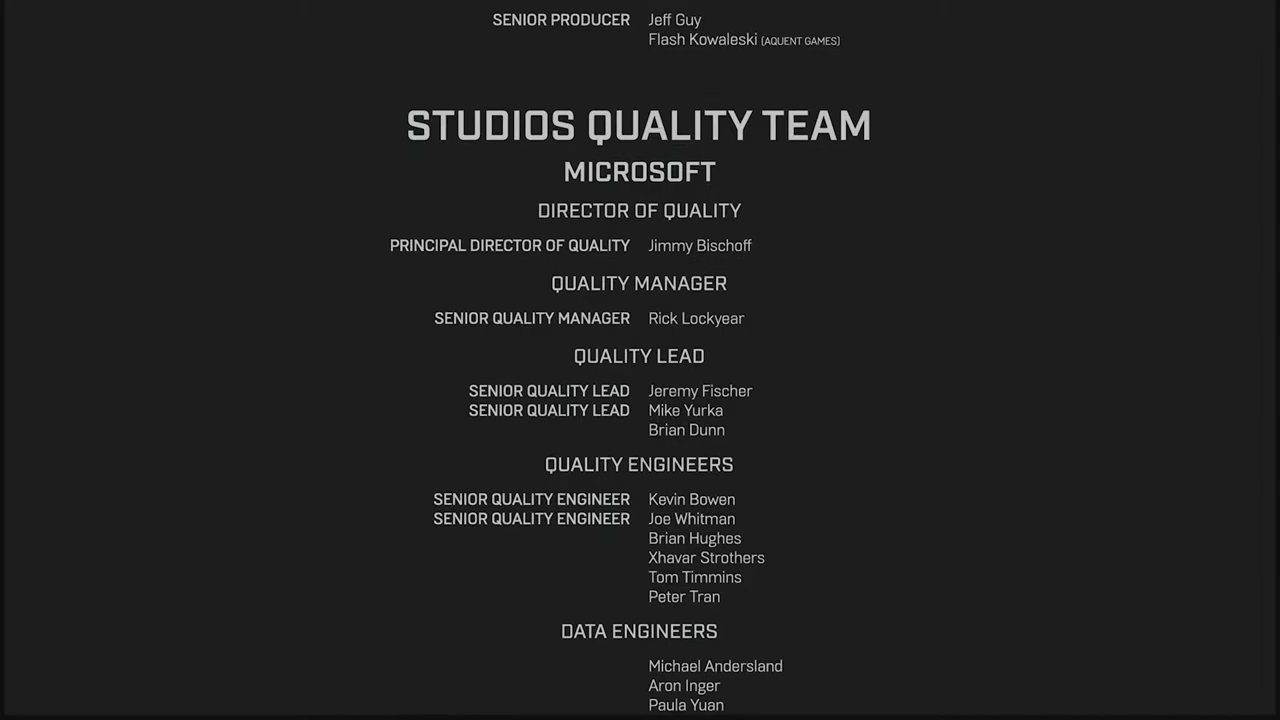 SENIOR PRODUCER Jeff Guy
Flash Kowaleski (AQUENT GAMES)
STUDIOS QUALITY TEAM
MICROSOFT
DIRECTOR OF QUALITY
PRINCIPAL DIRECTOR OF QUALITY Jimmy Bischoff
QUALITY MANAGER
SENIOR QUALITY MANAGER Rick Lockyear
QUALITY LEAD
SENIOR QUALITY LEAD Jeremy Fischer
SENIOR QUALITY LEAD Mike Yurka
Brian Dunn
QUALITY ENGINEERS
SENIOR QUALITY ENGINEER Kevin Bowen
SENIOR QUALITY ENGINEER Joe Whitman
Brian Hughes
Xhavar Strothers
Tom Timmins
Peter Tran
DATA ENGINEERS
Michael Andersland
Aron Inger
Paula Yuan